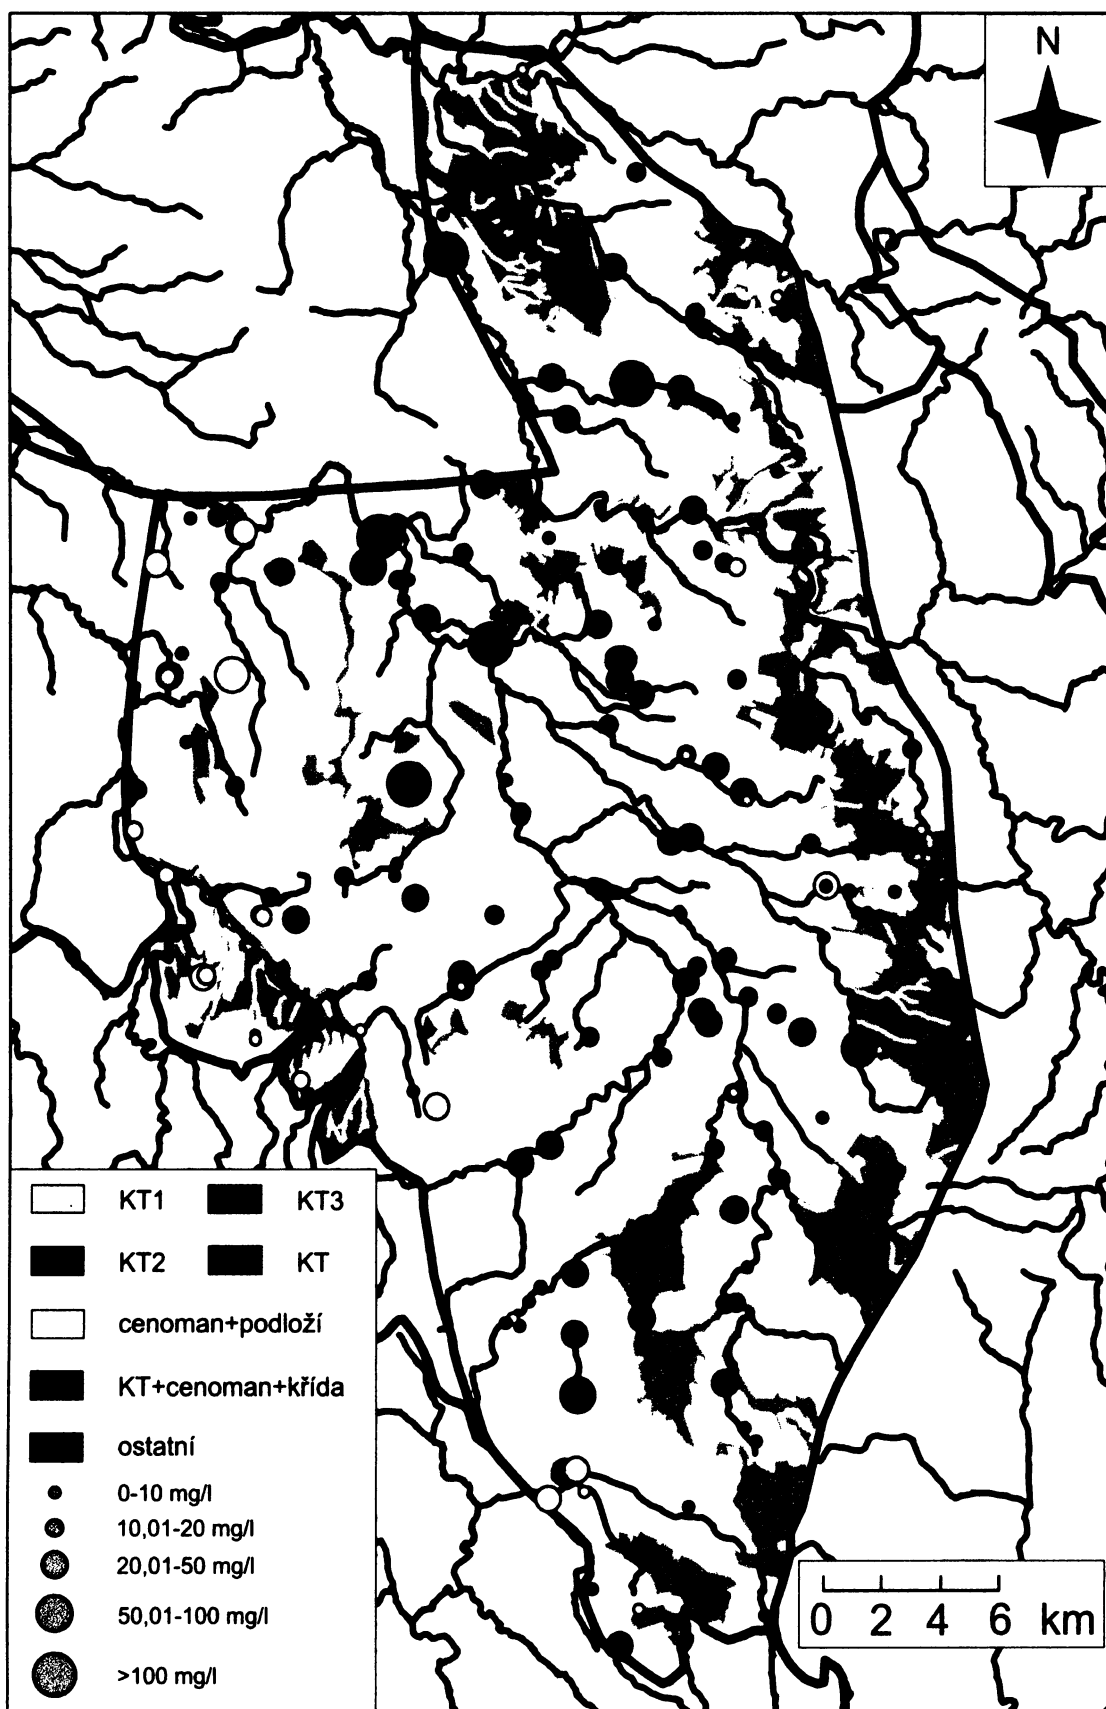 N
KT1 KT3
KT2 KT
cenoman+podloží
KT+cenoman+křída
ostatní
0-10 mg/l
10,01-20 mg/l
20,01-50 mg/l
50,01-100 mg/l
>100 mg/l
0 2 4 6 km